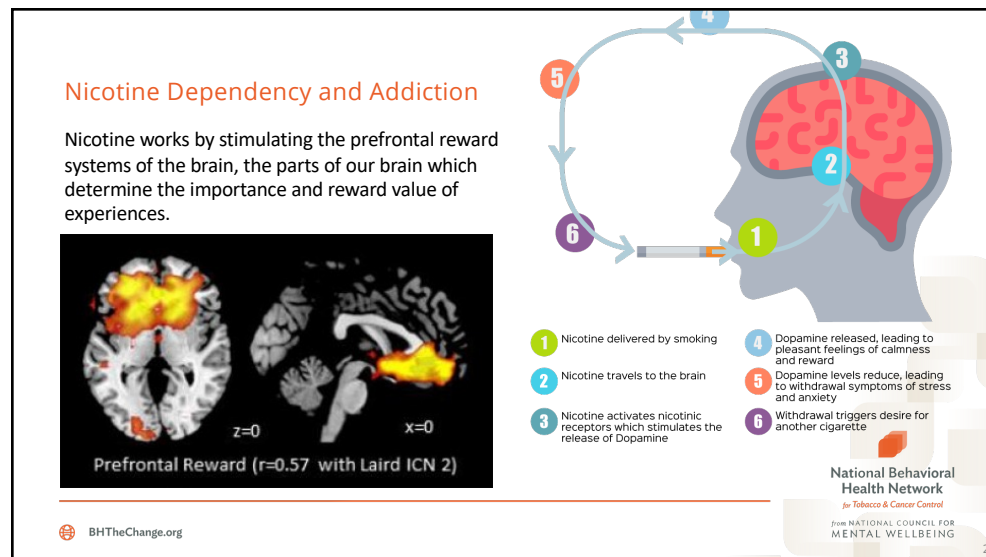 Nicotine Dependency and Addiction
Nicotine works by stimulating the prefrontal reward
systems of the brain, the parts of our brain which
determine the importance and reward value of
experiences.
z=0
x=0
Prefrontal Reward (r=0.57 with Laird ICN 2)
4
3
5
2
6
1
1 Nicotine delivered by smoking
2 Nicotine travels to the brain
3 Nicotine activates nicotinic
receptors which stimulates the
release of Dopamine
4 Dopamine released, leading to
pleasant feelings of calmness
and reward
5 Dopamine levels reduce, leading
to withdrawal symptoms of stress
and anxiety
6 Withdrawal triggers desire for
another cigarette
National Behavioral
Health Network
for Tobacco & Cancer Control
from NATIONAL COUNCIL FOR
MENTAL WELLBEING
BHTheChange.org